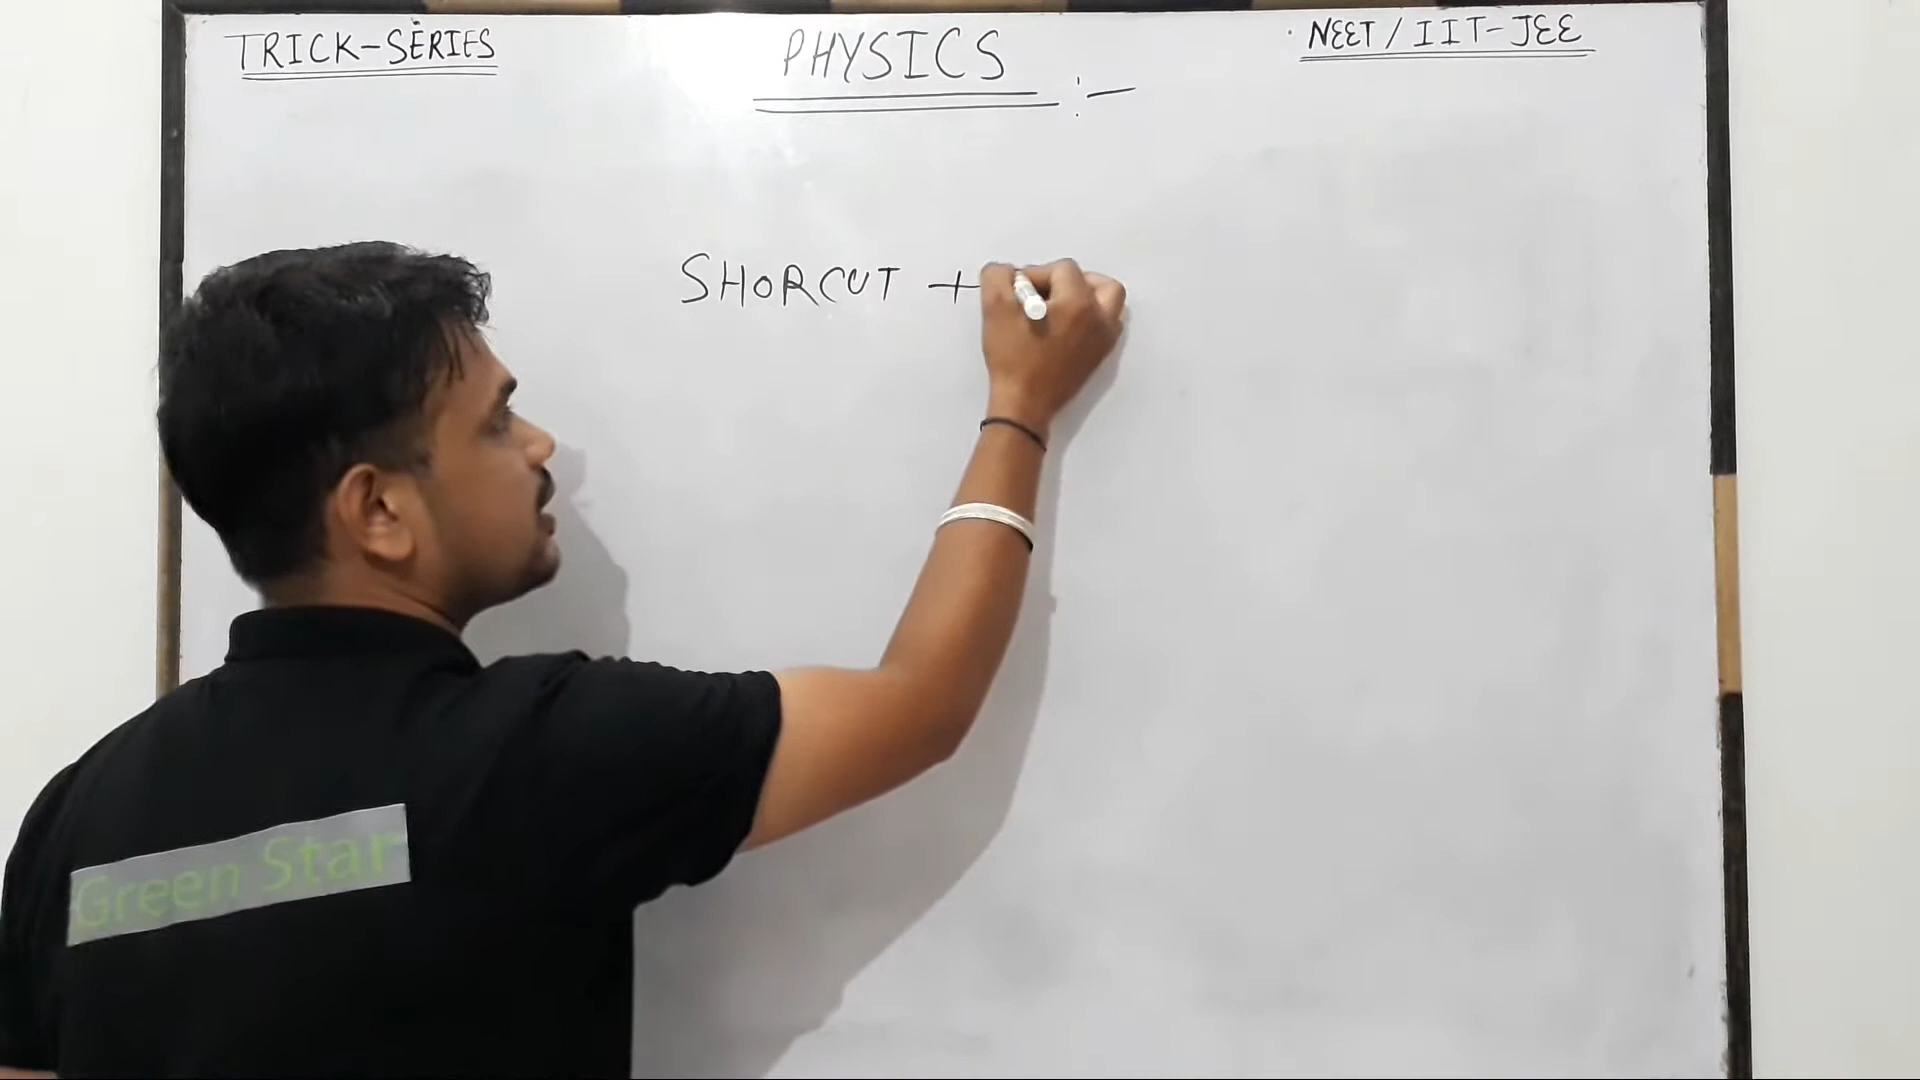 TRICK-SERIES
PHYSICS :-
NEET / IIT-JEE
SHORCUT +
Green Star